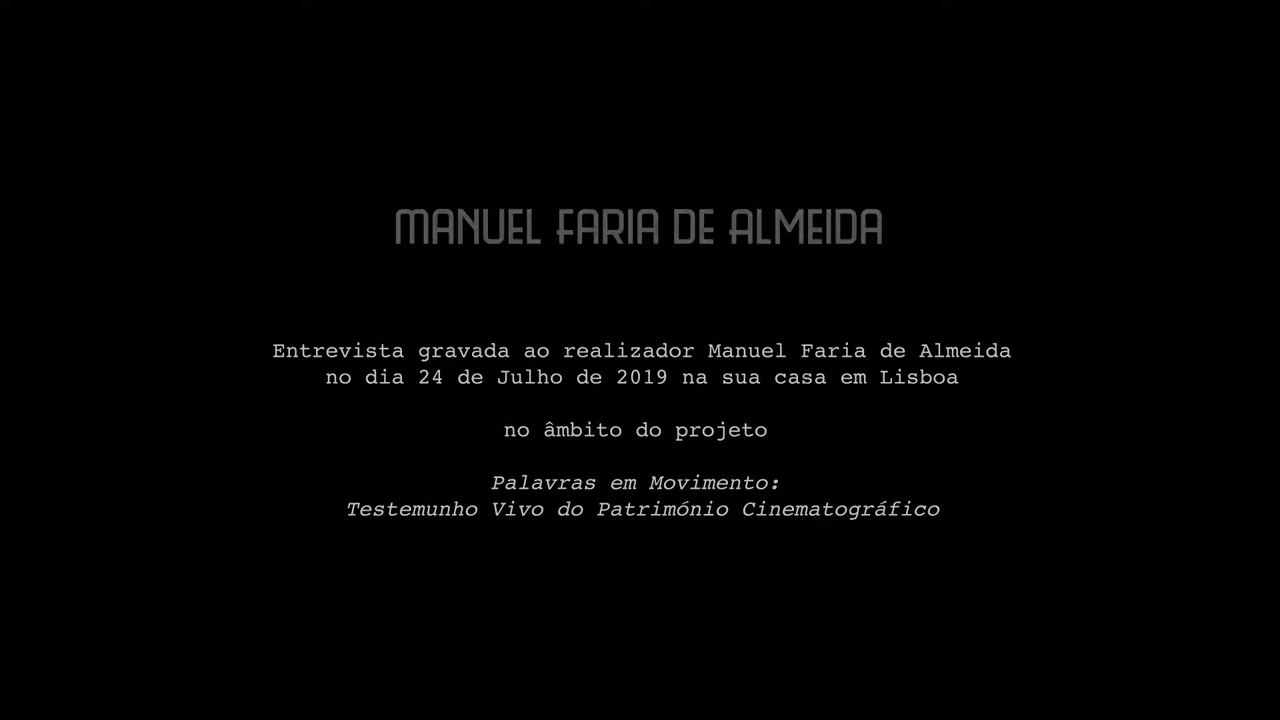 MANUEL FARIA DE ALMEIDA
Entrevista gravada ao realizador Manuel Faria de Almeida
no dia 24 de Julho de 2019 na sua casa em Lisboa
no âmbito do projeto
Palavras em Movimento:
Testemunho Vivo do Património Cinematográfico